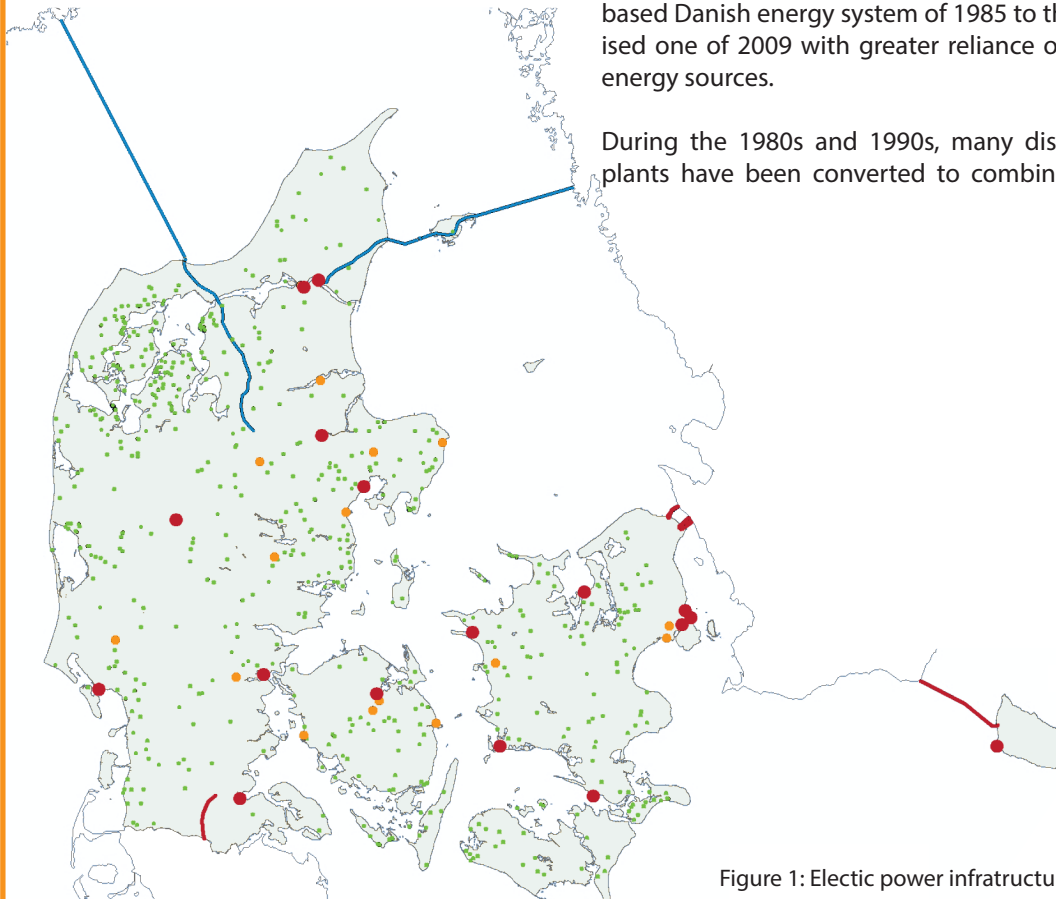 based Danish energy system of 1985 to th
ised one of 2009 with greater reliance o
energy sources.
During the 1980s and 1990s, many dis
plants have been converted to combin
Figure 1: Electic power infratructu